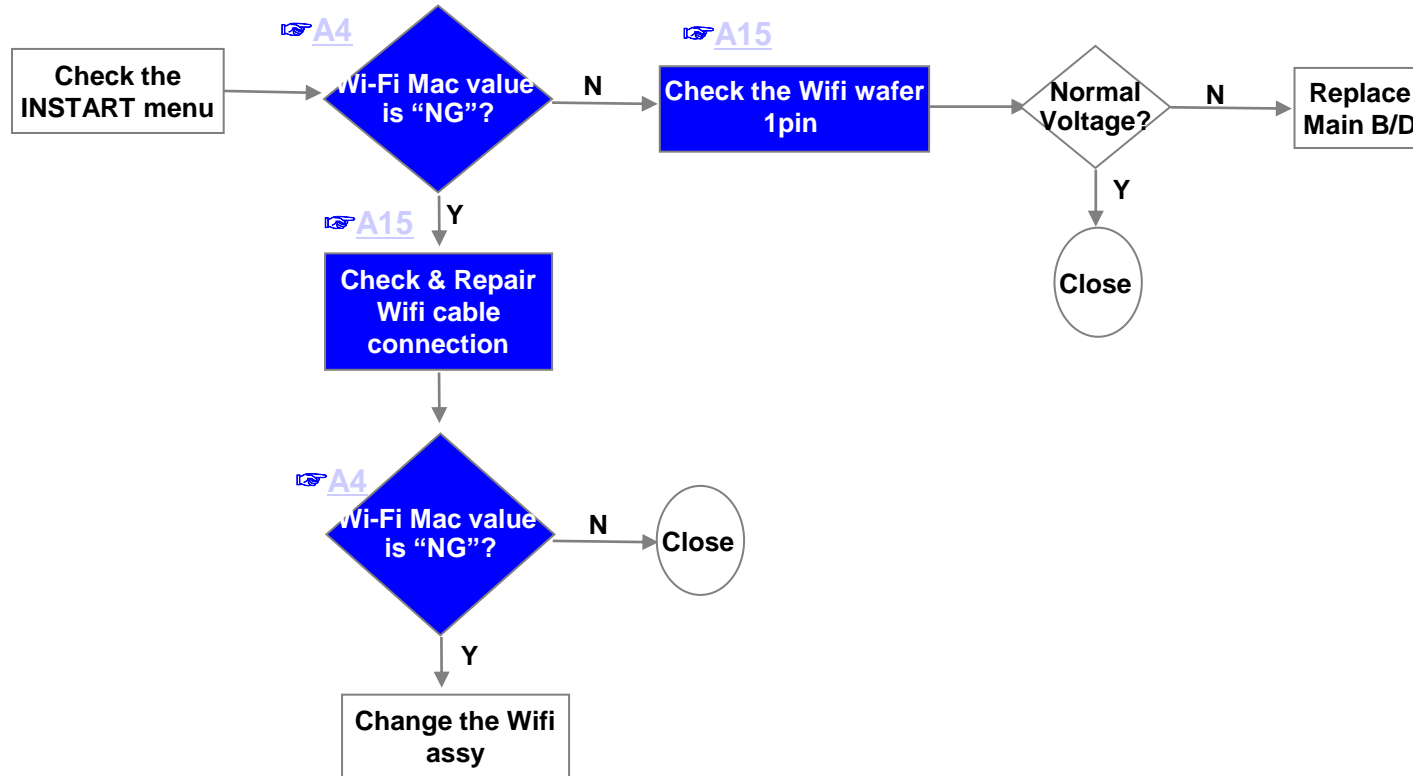 ☞A4
☞A15
Check the
INSTART menu
Wi-Fi Mac value
is “NG”?
N
Check the Wifi wafer
1pin
Normal
Voltage?
N
Replace
Main B/D
Y
Close
☞A15
Y
Check & Repair
Wifi cable
connection
☞A4
Wi-Fi Mac value
is “NG”?
N
Close
Y
Change the Wifi
assy